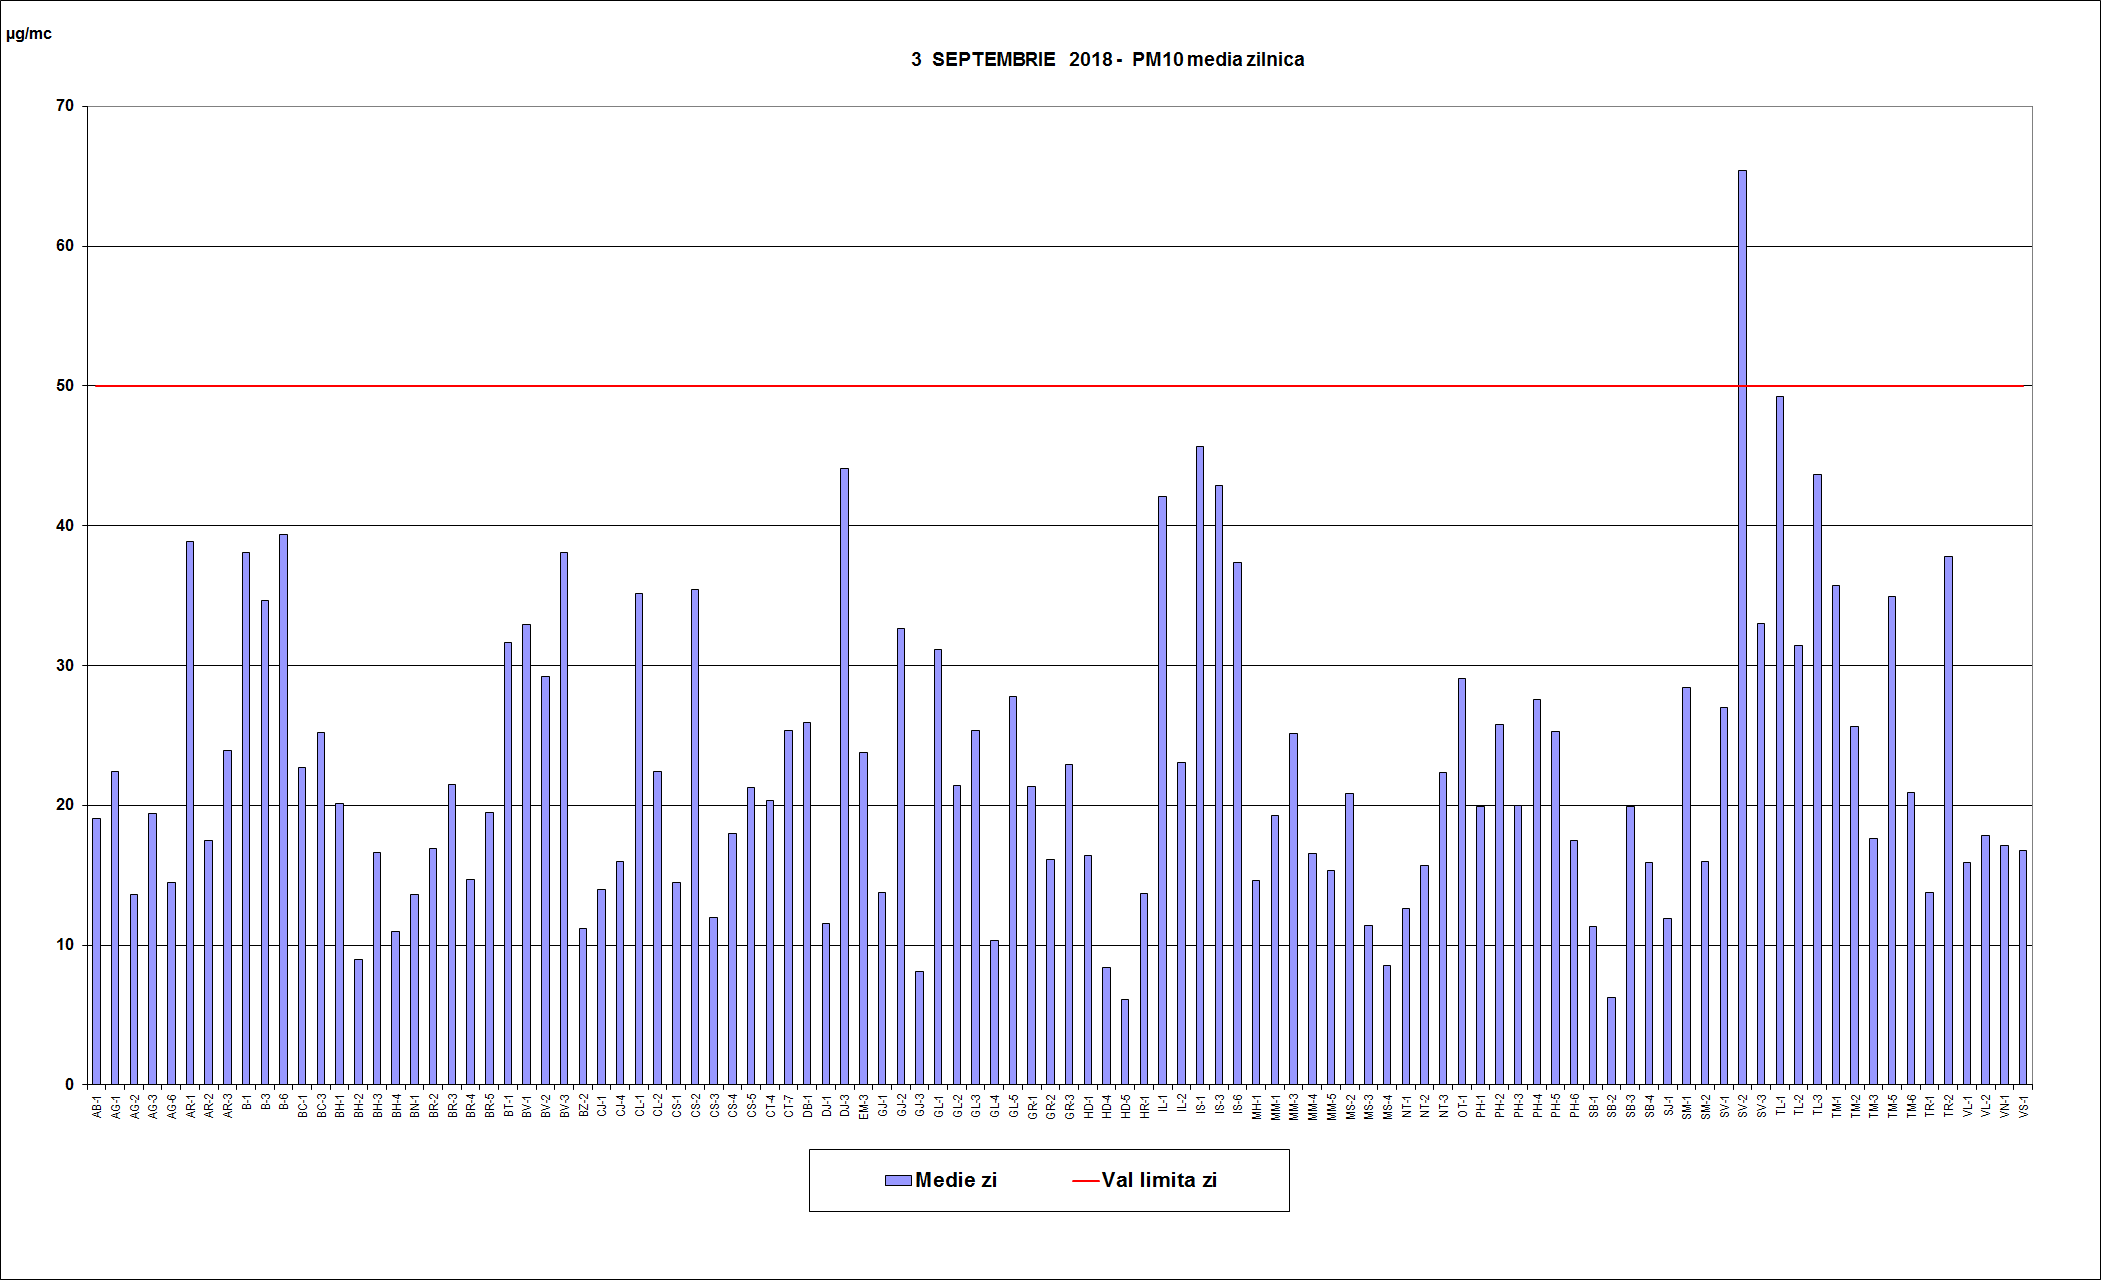 µg/mc
3 SEPTEMBRIE 2018 - PM10 media zilnica
70
60
50
40
30
20
10
0
AB-1 AG-1 AG-2 AG-3 AG-6 AR-1 AR-2 AR-3 B-1 B-3 B-6 BC-1 BC-3 BH-1 BH-2 BH-3 BH-4 BN-1 BR-2 BR-3 BR-4 BR-5 BT-1 BV-1 BV-2 BV-3 BZ-2 CJ-1 CJ-4 CL-1 CL-2 CS-1 CS-2 CS-3 CS-4 CS-5 CT-4 CT-7 DB-1 DJ-1 DJ-3 EM-3 GJ-1 GJ-2 GJ-3 GL-1 GL-2 GL-3 GL-4 GL-5 GR-1 GR-2 GR-3 HD-1 HD-4 HD-5 HR-1 IL-1 IL-2 IS-1 IS-3 IS-6 MH-1 MM-1 MM-3 MM-4 MM-5 MS-2 MS-3 MS-4 NT-1 NT-2 NT-3 OT-1 PH-1 PH-2 PH-3 PH-4 PH-5 PH-6 SB-1 SB-2 SB-3 SB-4 SJ-1 SM-1 SM-2 SV-1 SV-2 SV-3 TL-1 TL-2 TL-3 TM-1 TM-2 TM-3 TM-5 TM-6 TR-1 TR-2 VL-1 VL-2 VN-1 VS-1
Medie zi Val limita zi